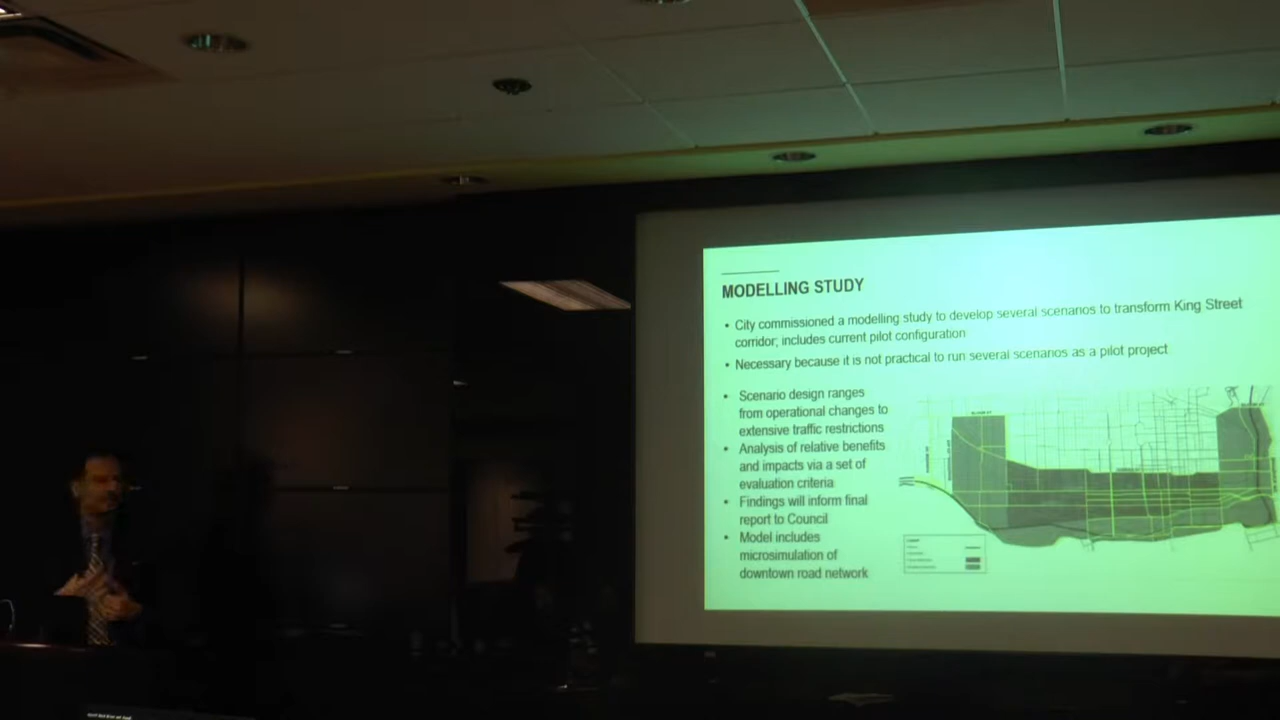 MODELLING STUDY
• City commissioned a modelling study to develop several scenarios to transform King Street
corridor; includes current pilot configuration
• Necessary because it is not practical to run several scenarios as a pilot project
• Scenario design ranges
from operational changes to
extensive traffic restrictions
• Analysis of relative benefits
and impacts via a set of
evaluation criteria
• Findings will inform final
report to Council
• Model includes
microsimulation of
downtown road network
BLOOR ST